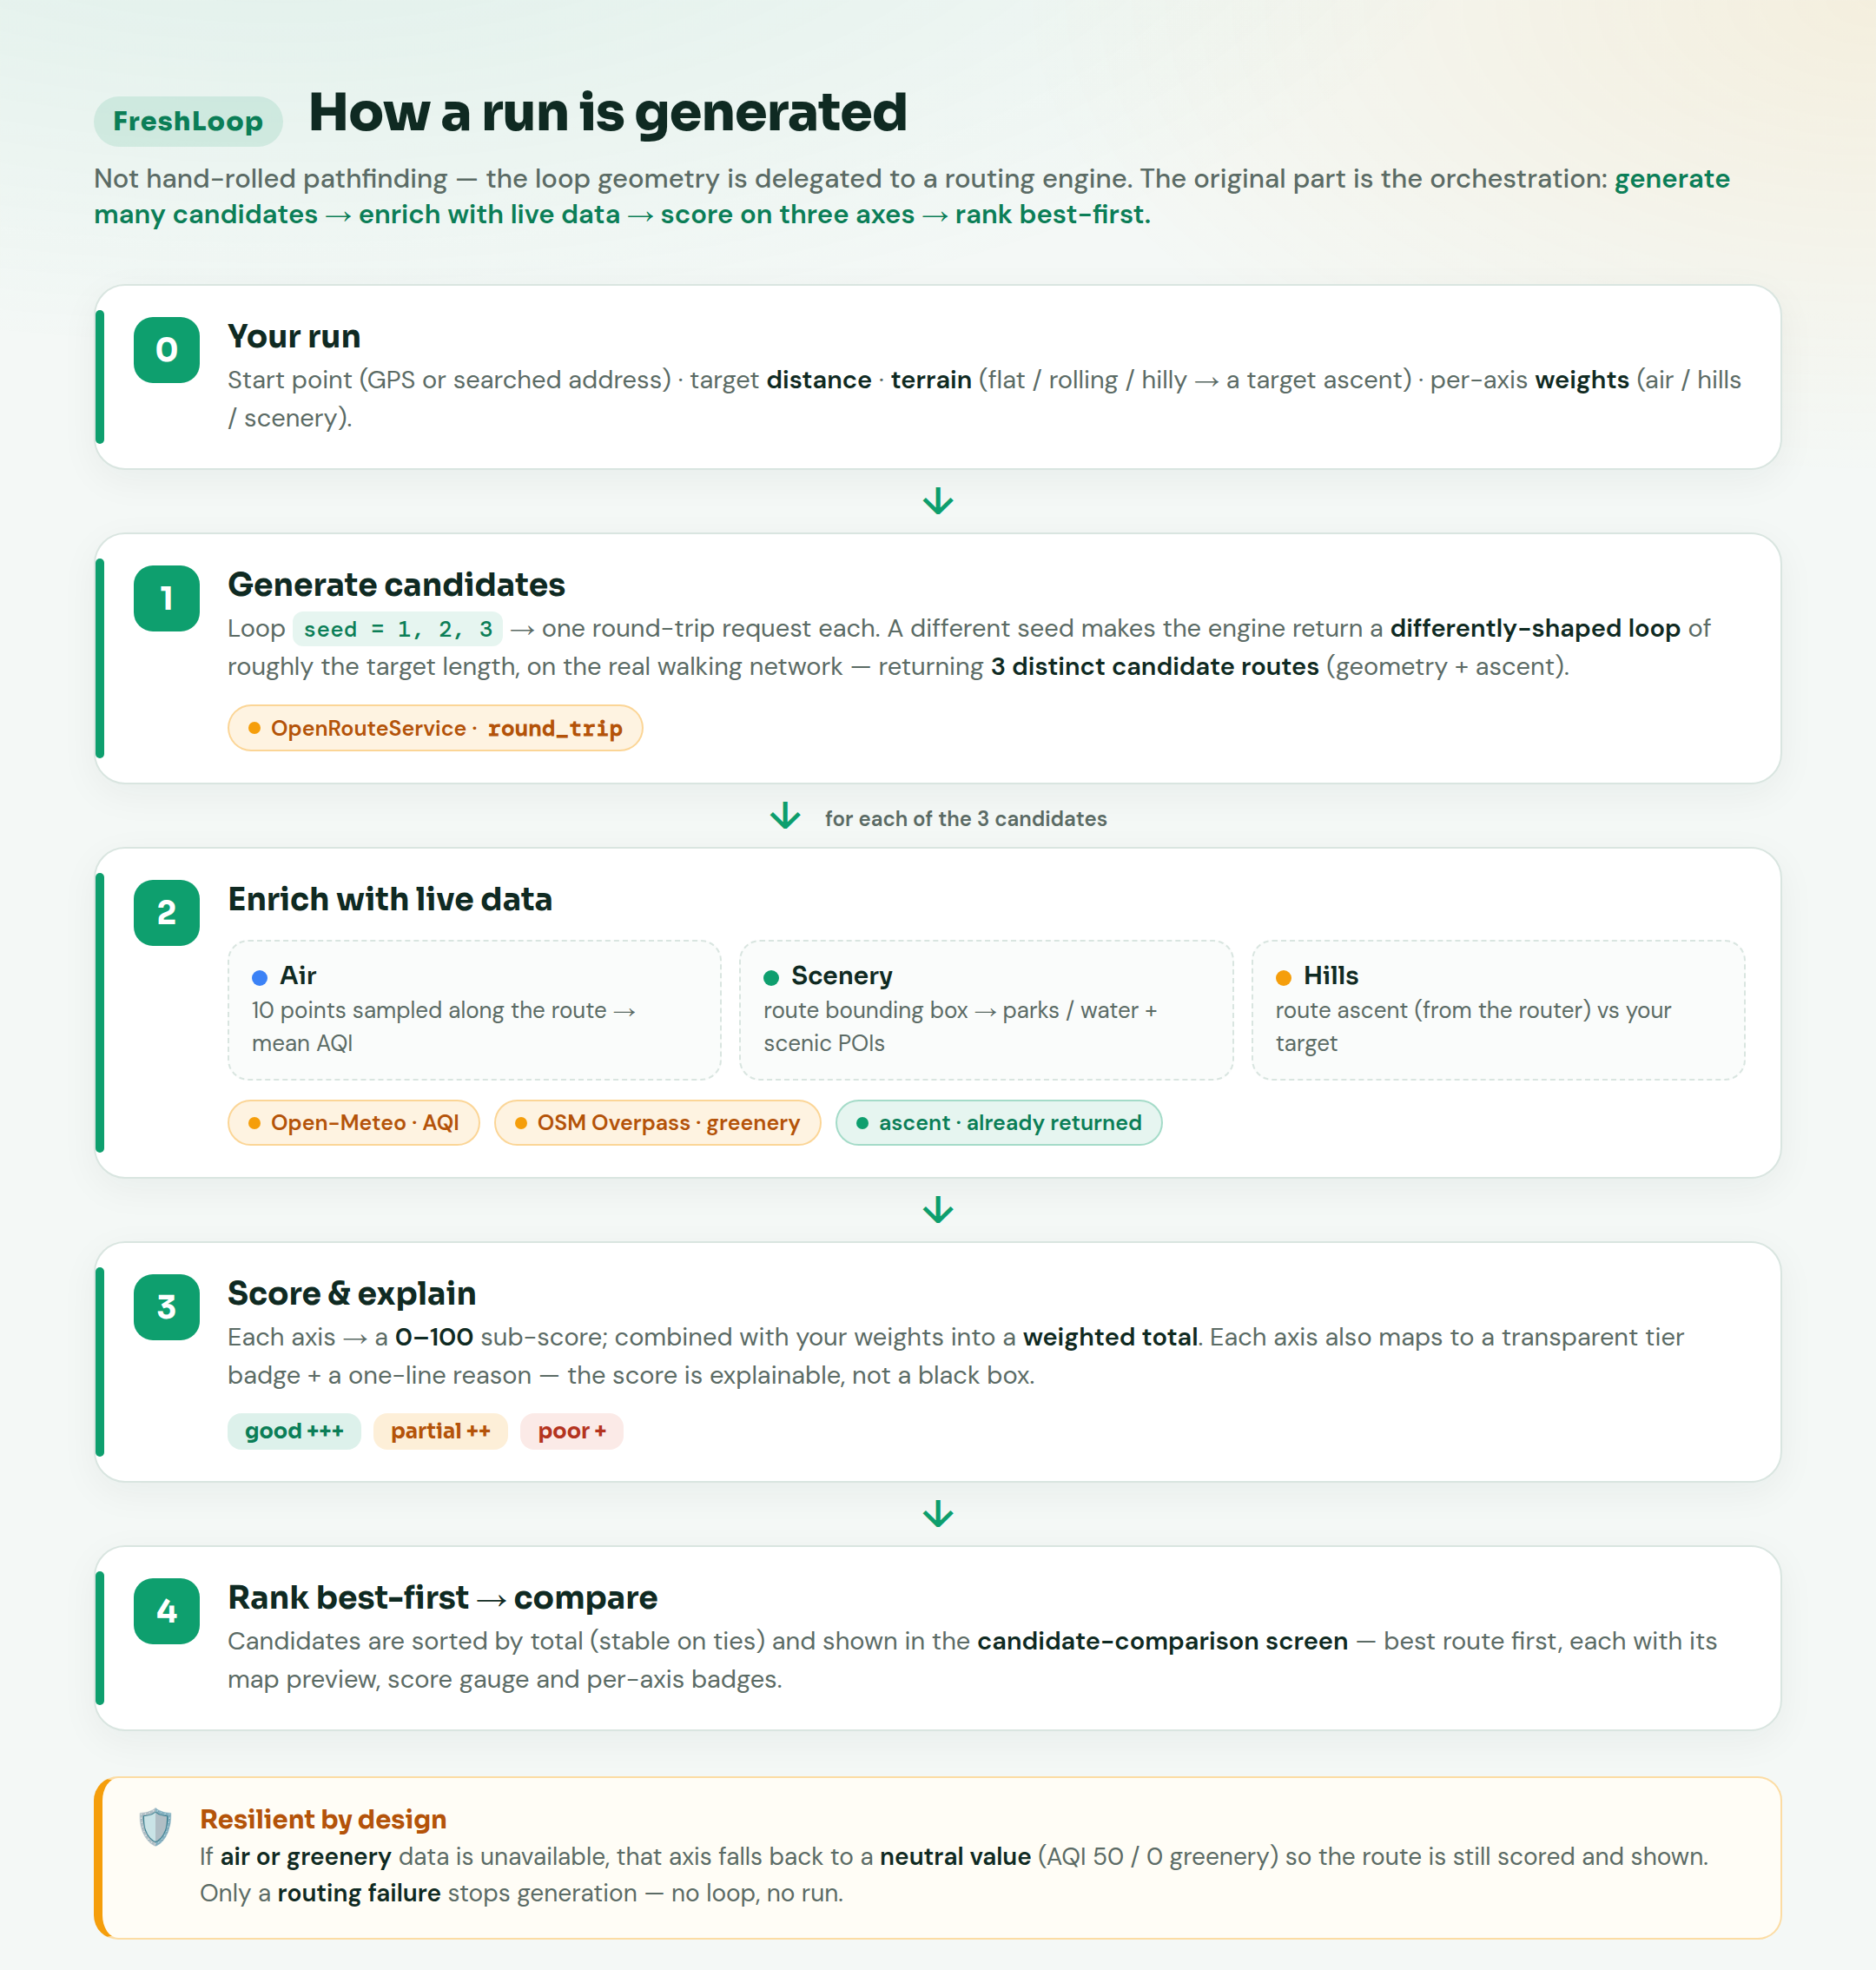 FreshLoop How a run is generated
Not hand-rolled pathfinding — the loop geometry is delegated to a routing engine. The original part is the orchestration: generate
many candidates → enrich with live data → score on three axes → rank best-first.
0 Your run
Start point (GPS or searched address) · target distance · terrain (flat / rolling / hilly → a target ascent) · per-axis weights (air / hills
/ scenery).
↓
1 Generate candidates
Loop seed = 1, 2, 3 → one round-trip request each. A different seed makes the engine return a differently-shaped loop of
roughly the target length, on the real walking network — returning 3 distinct candidate routes (geometry + ascent).
OpenRouteService · round_trip
↓ for each of the 3 candidates
2 Enrich with live data
Air
10 points sampled along the route →
mean AQI
Scenery
route bounding box → parks / water +
scenic POIs
Hills
route ascent (from the router) vs your
target
Open-Meteo · AQI
OSM Overpass · greenery
ascent · already returned
↓
3 Score & explain
Each axis → a 0–100 sub-score; combined with your weights into a weighted total. Each axis also maps to a transparent tier
badge + a one-line reason — the score is explainable, not a black box.
good +++ partial ++ poor +
↓
4 Rank best-first → compare
Candidates are sorted by total (stable on ties) and shown in the candidate-comparison screen — best route first, each with its
map preview, score gauge and per-axis badges.
Resilient by design
If air or greenery data is unavailable, that axis falls back to a neutral value (AQI 50 / 0 greenery) so the route is still scored and shown.
Only a routing failure stops generation — no loop, no run.